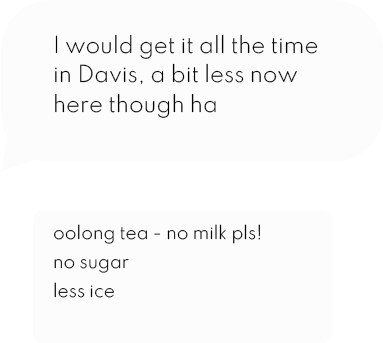 I would get it all the time
in Davis, a bit less now
here though ha
oolong tea - no milk pls!
no sugar
less ice